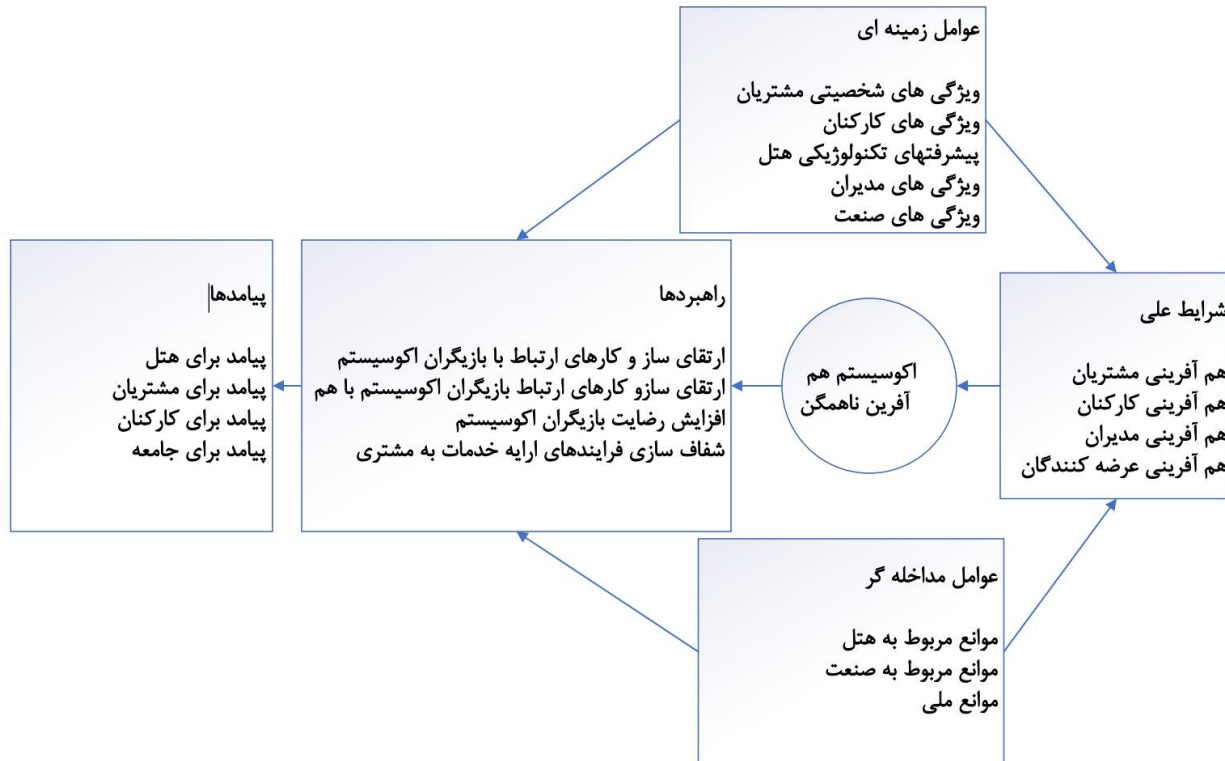 عوامل زمینه ای
ویژگی های شخصیتی مشتریان
ویژگی های کارکنان
پیشرفتهای تکنولوژیکی هتل
ویژگی های مدیران
ویژگی های صنعت
شرایط علی
هم آفرینی مشتریان
هم آفرینی کارکنان
هم آفرینی مدیران
هم آفرینی عرضه کنندگان
اکوسیستم هم
آفرین ناهمگن
راهبردها
ارتقای ساز و کارهای ارتباط با بازیگران اکوسیستم
ارتقای سازو کارهای ارتباط بازیگران اکوسیستم با هم
افزایش رضایت بازیگران اکوسیستم
شفاف سازی فرایندهای ارایه خدمات به مشتری
پیامدها
پیامد برای هتل
پیامد برای مشتریان
پیامد برای کارکنان
پیامد برای جامعه
عوامل مداخله گر
موانع مربوط به هتل
موانع مربوط به صنعت
موانع ملی